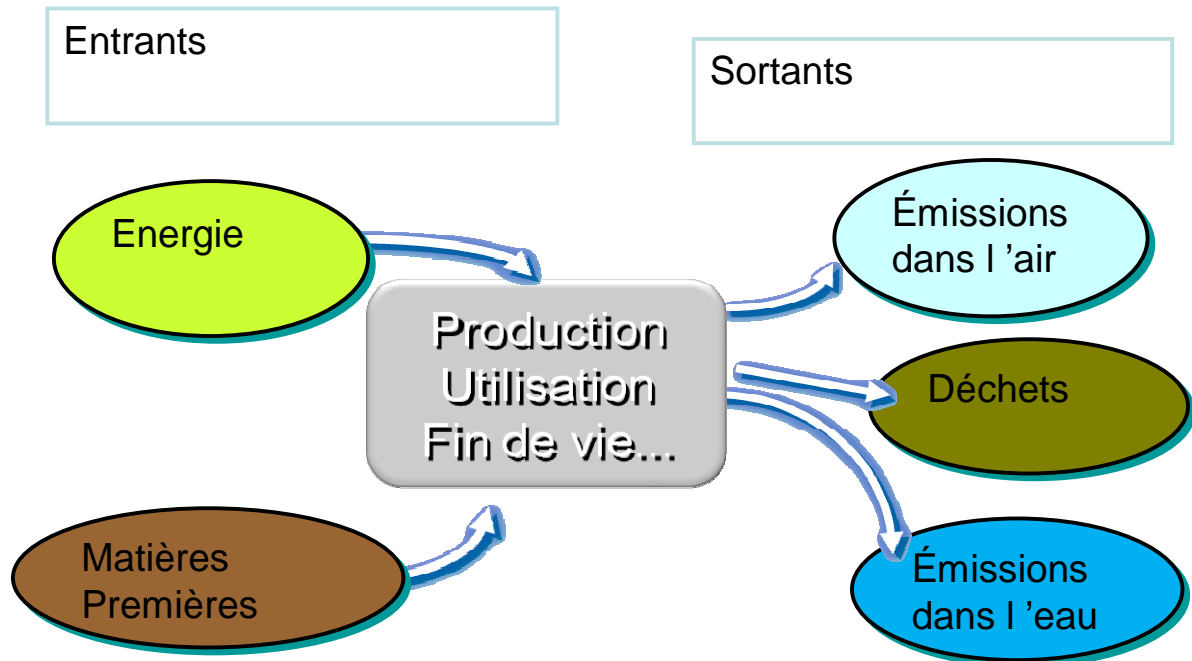 Entrants
Sortants
Energie
Émissions
dans l ’air
Production
Utilisation
Fin de vie...
Déchets
Matières
Premières
Émissions
dans l ’eau